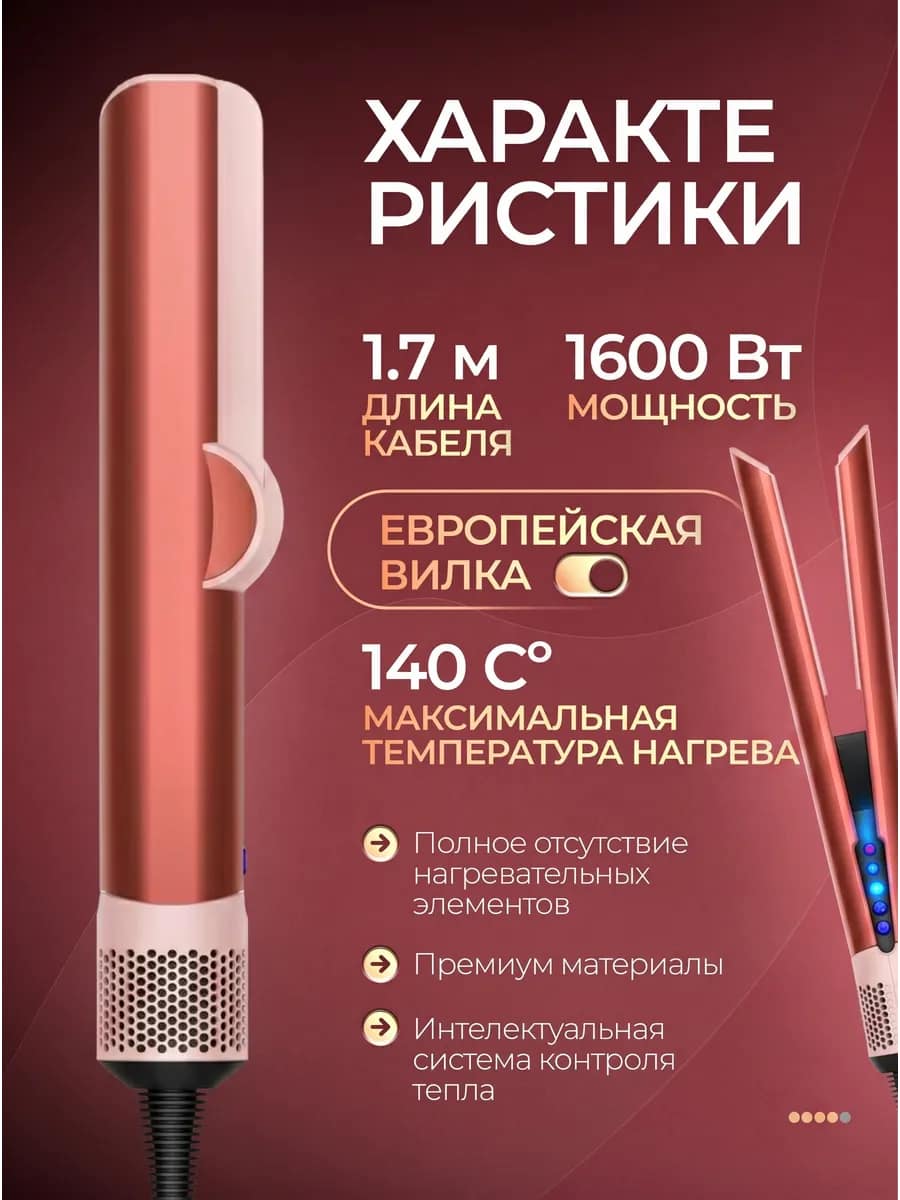 ХАРАКТЕ
РИСТИКИ
1.7 м
ДЛИНА
КАБЕЛЯ
1600 Вт
МОЩНОСТЬ
ЕВРОПЕЙСКАЯ
ВИЛКА
140 С°
МАКСИМАЛЬНАЯ
ТЕМПЕРАТУРА НАГРЕВА
Полное отсутствие
нагревательных
элементов
Премиум материалы
Интелектуальная
система контроля
тепла